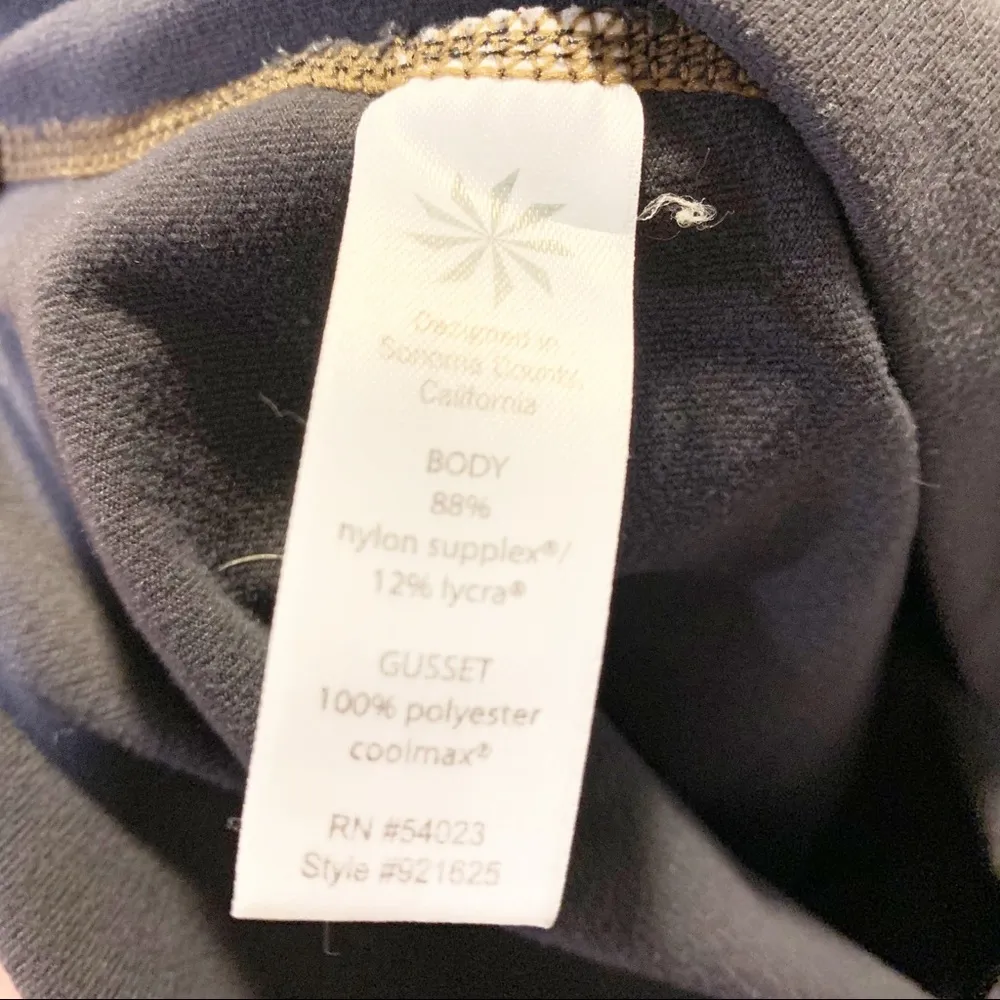 Designed in
Sonoma County,
California
BODY
88%
nylon supplex®/
12% lycra®
GUSSET
100% polyester
coolmax®
RN #54023
Style #921625